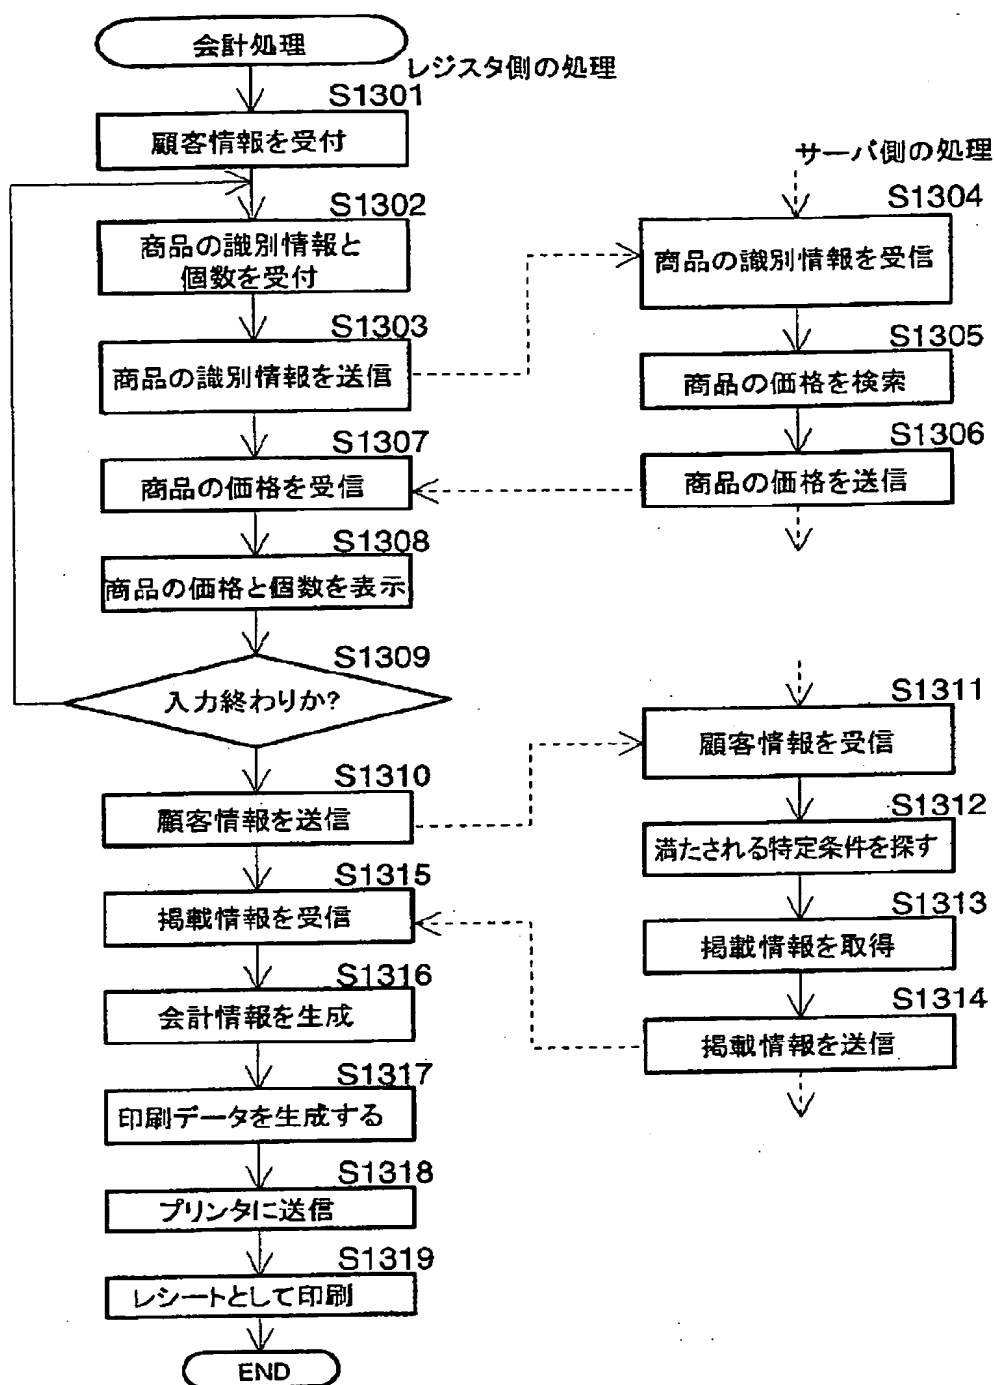 会計処理
レジスタ側の処理
S1301
顧客情報を受付
サーバ側の処理
S1302
商品の識別情報と
個数を受付
S1304
商品の識別情報を受信
S1303
商品の識別情報を送信
S1305
商品の価格を検索
S1307
商品の価格を受信
S1306
商品の価格を送信
S1308
商品の価格と個数を表示
S1309
入力終わりか?
S1311
顧客情報を受信
S1310
顧客情報を送信
S1312
満たされる特定条件を探す
S1315
掲載情報を受信
S1313
掲載情報を取得
S1316
会計情報を生成
S1314
掲載情報を送信
S1317
印刷データを生成する
S1318
プリンタに送信
S1319
レシートとして印刷
END